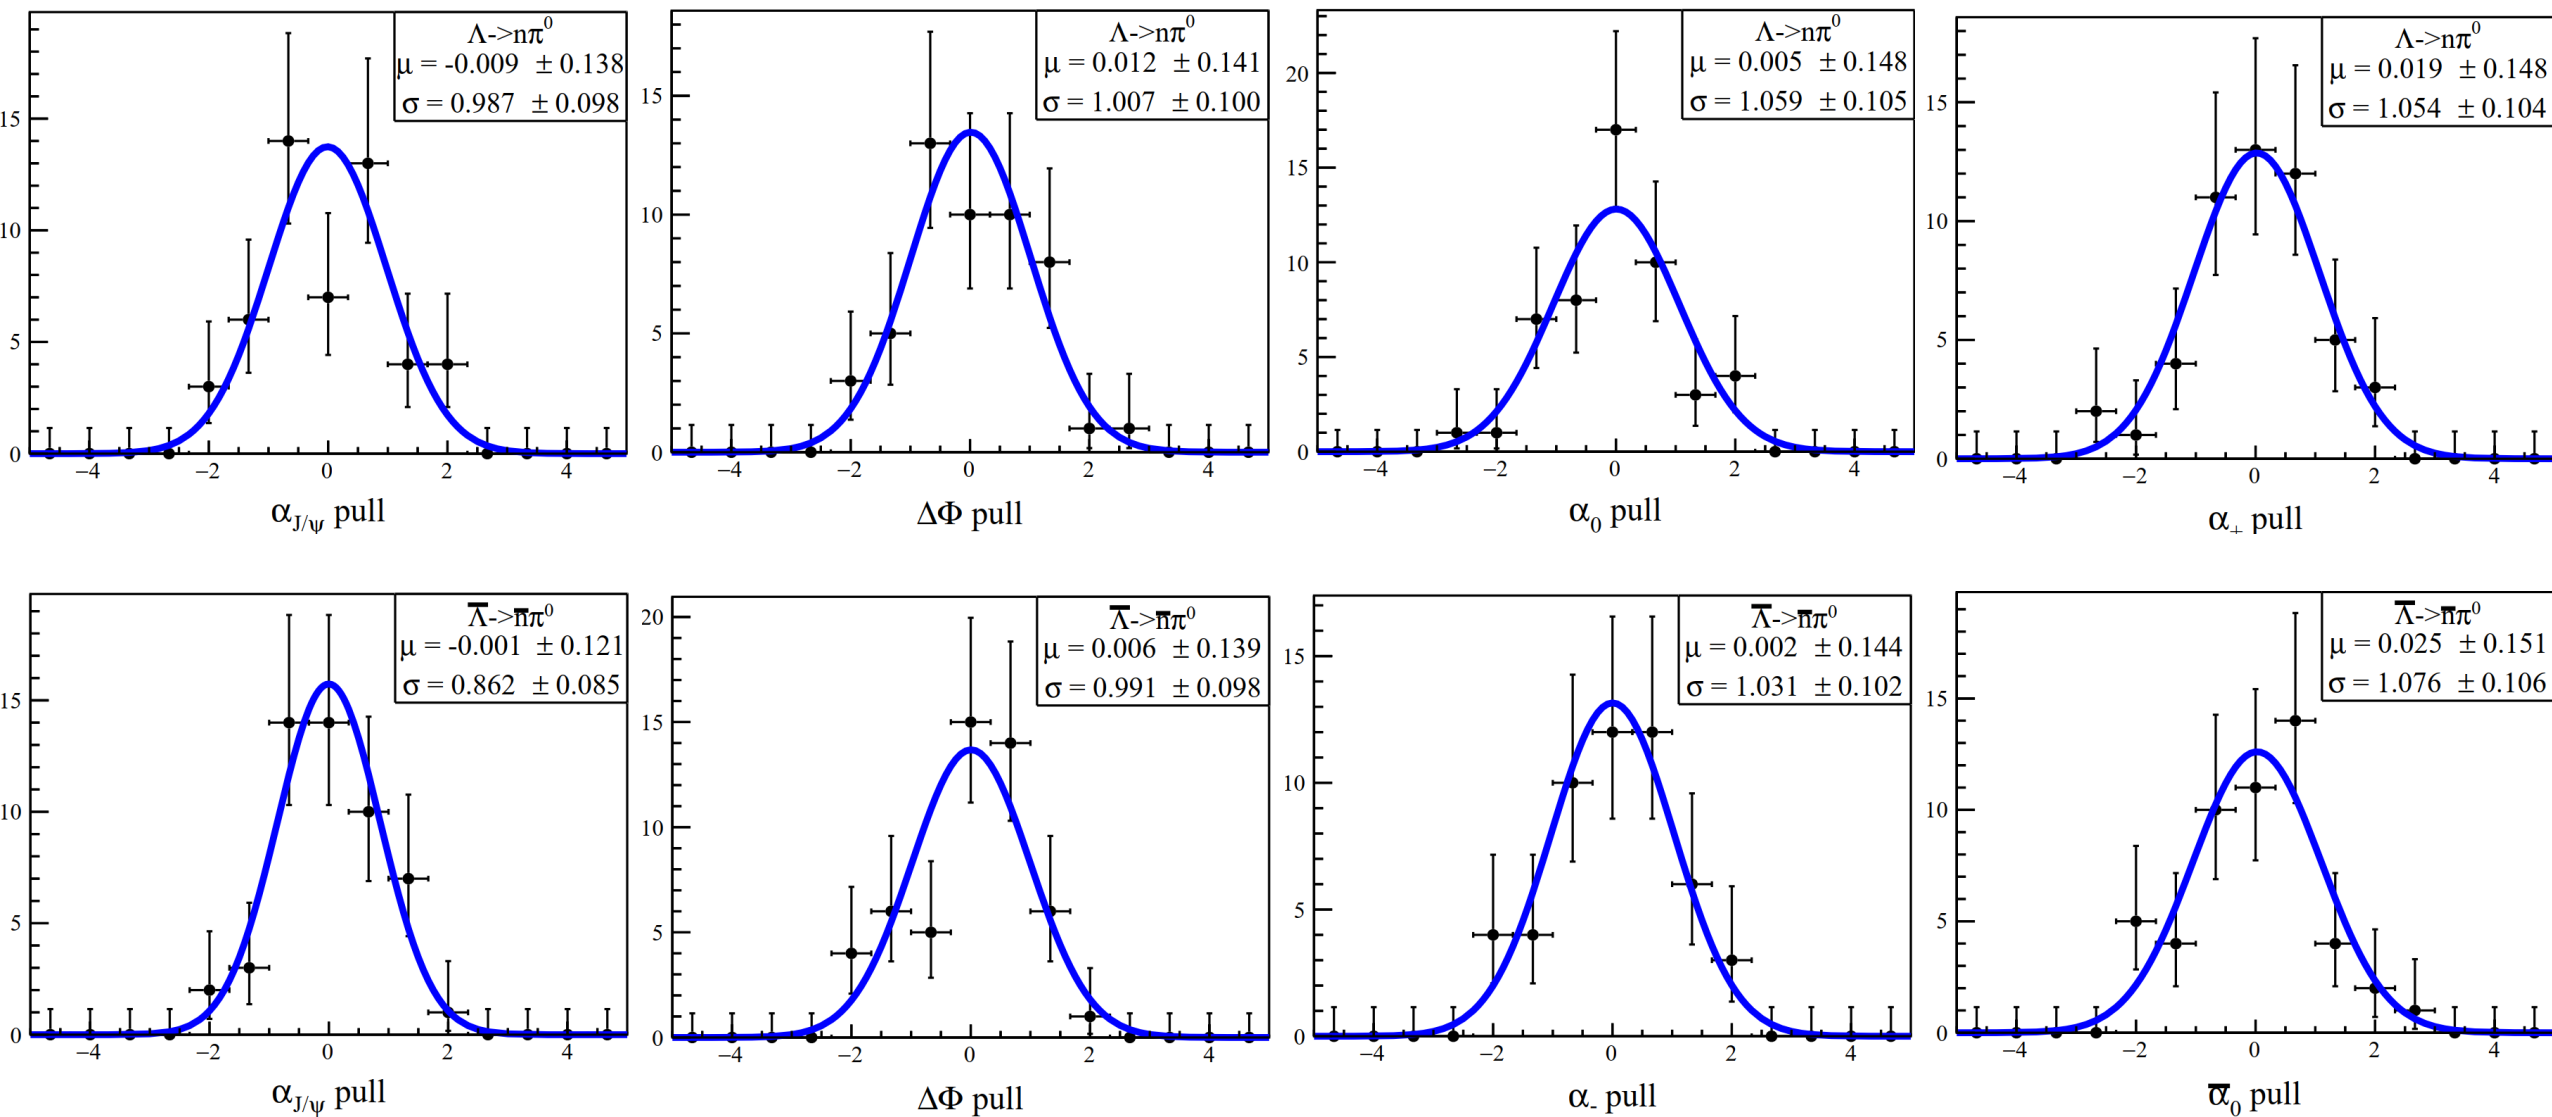 Λ->nπ⁰
μ = -0.009 ± 0.138
σ = 0.987 ± 0.098
15
10
5
0
−4 −2 0 2 4
α_J/ψ pull
Λ->nπ⁰
μ = 0.012 ± 0.141
σ = 1.007 ± 0.100
15
10
5
0
−4 −2 0 2 4
ΔΦ pull
Λ->nπ⁰
μ = 0.005 ± 0.148
σ = 1.059 ± 0.105
20
15
10
5
0
−4 −2 0 2 4
α₀ pull
Λ->nπ⁰
μ = 0.019 ± 0.148
σ = 1.054 ± 0.104
15
10
5
0
−4 −2 0 2 4
α₊ pull
Λ̅->n̅π⁰
μ = -0.001 ± 0.121
σ = 0.862 ± 0.085
15
10
5
0
−4 −2 0 2 4
α_J/ψ pull
Λ̅->n̅π⁰
μ = 0.006 ± 0.139
σ = 0.991 ± 0.098
20
15
10
5
0
−4 −2 0 2 4
ΔΦ pull
Λ̅->n̅π⁰
μ = 0.002 ± 0.144
σ = 1.031 ± 0.102
15
10
5
0
−4 −2 0 2 4
α₋ pull
Λ̅->n̅π⁰
μ = 0.025 ± 0.151
σ = 1.076 ± 0.106
15
10
5
0
−4 −2 0 2 4
α̅₀ pull